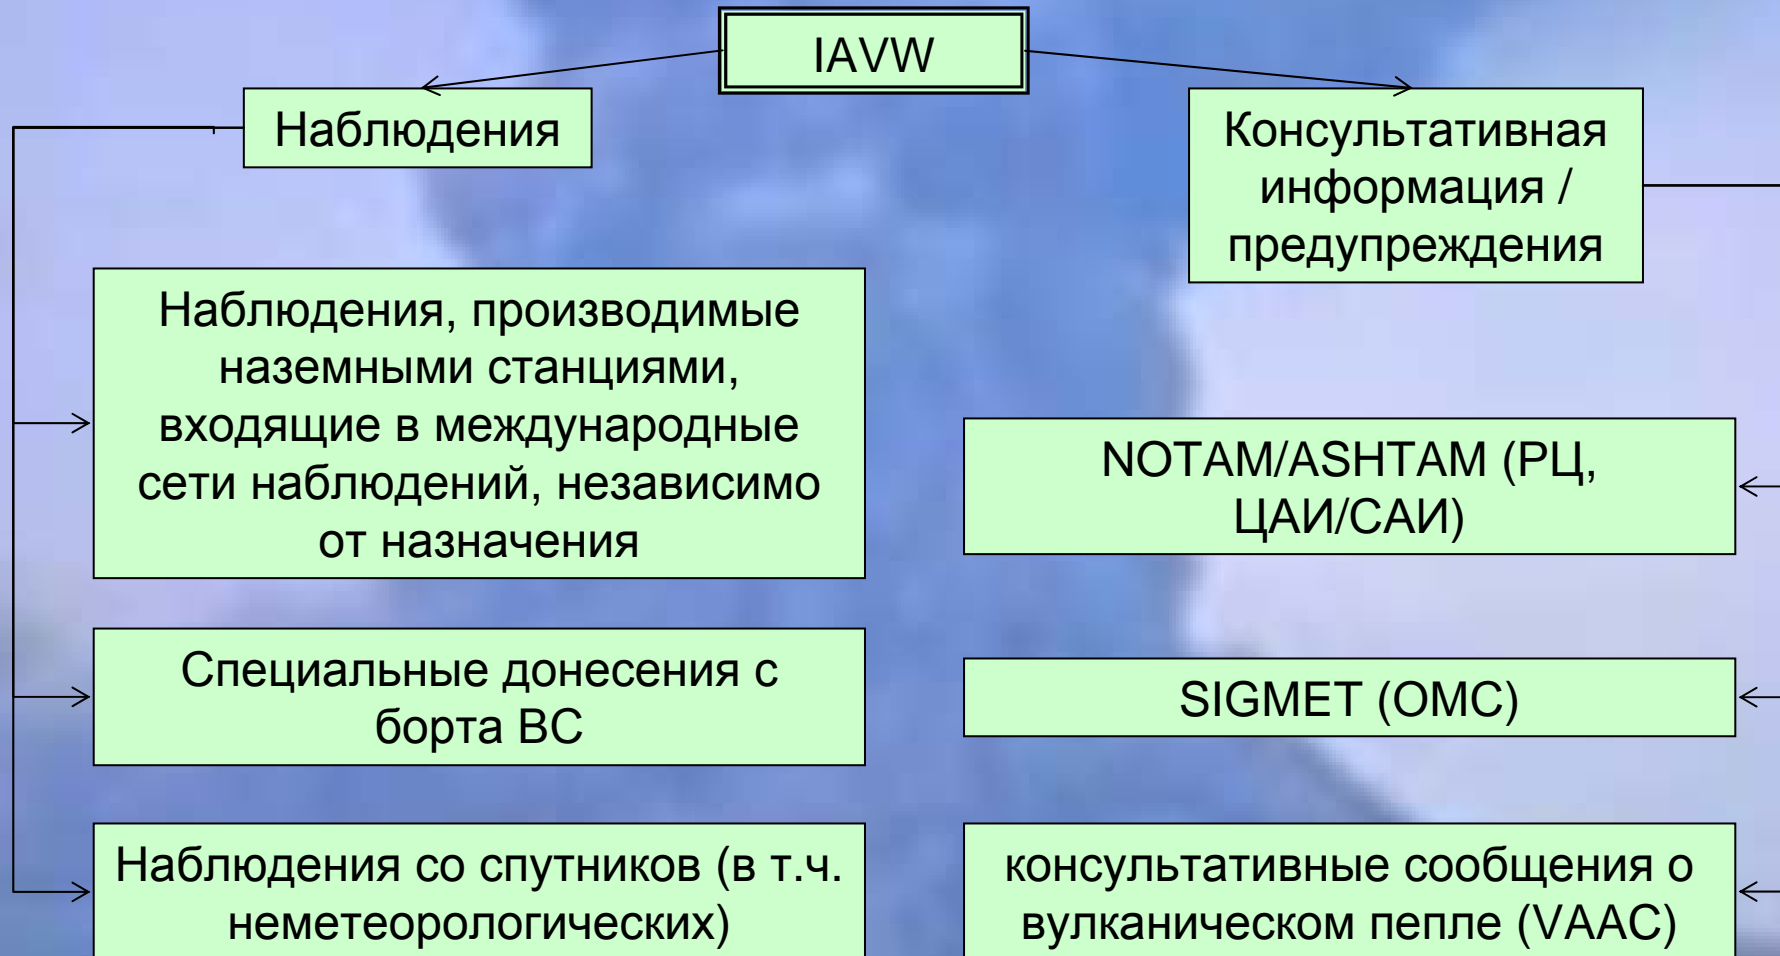 IAVW
Наблюдения
Консультативная
информация /
предупреждения
Наблюдения, производимые
наземными станциями,
входящие в международные
сети наблюдений, независимо
от назначения
Специальные донесения с
борта ВС
Наблюдения со спутников (в т.ч.
неметеорологических)
NOTAM/ASHTAM (РЦ,
ЦАИ/САИ)
SIGMET (ОМС)
консультативные сообщения о
вулканическом пепле (VAAC)